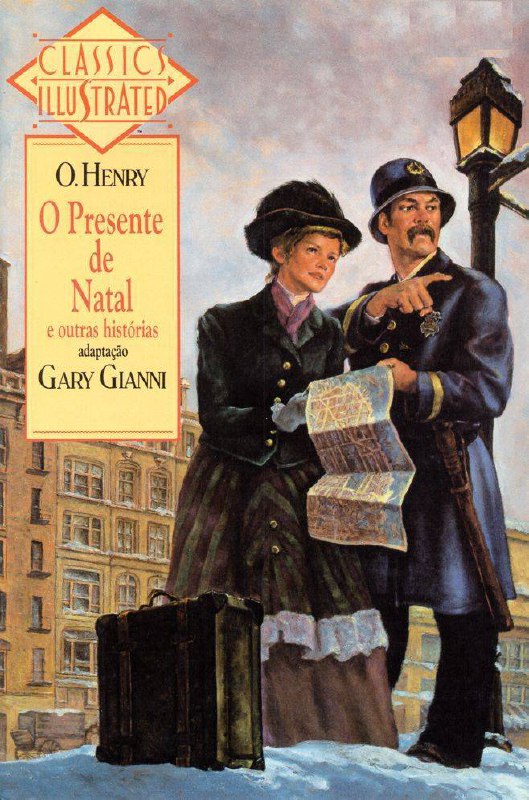 CLASSICS
ILLUSTRATED
O. HENRY
O Presente
de
Natal
e outras histórias
adaptação
GARY GIANNI